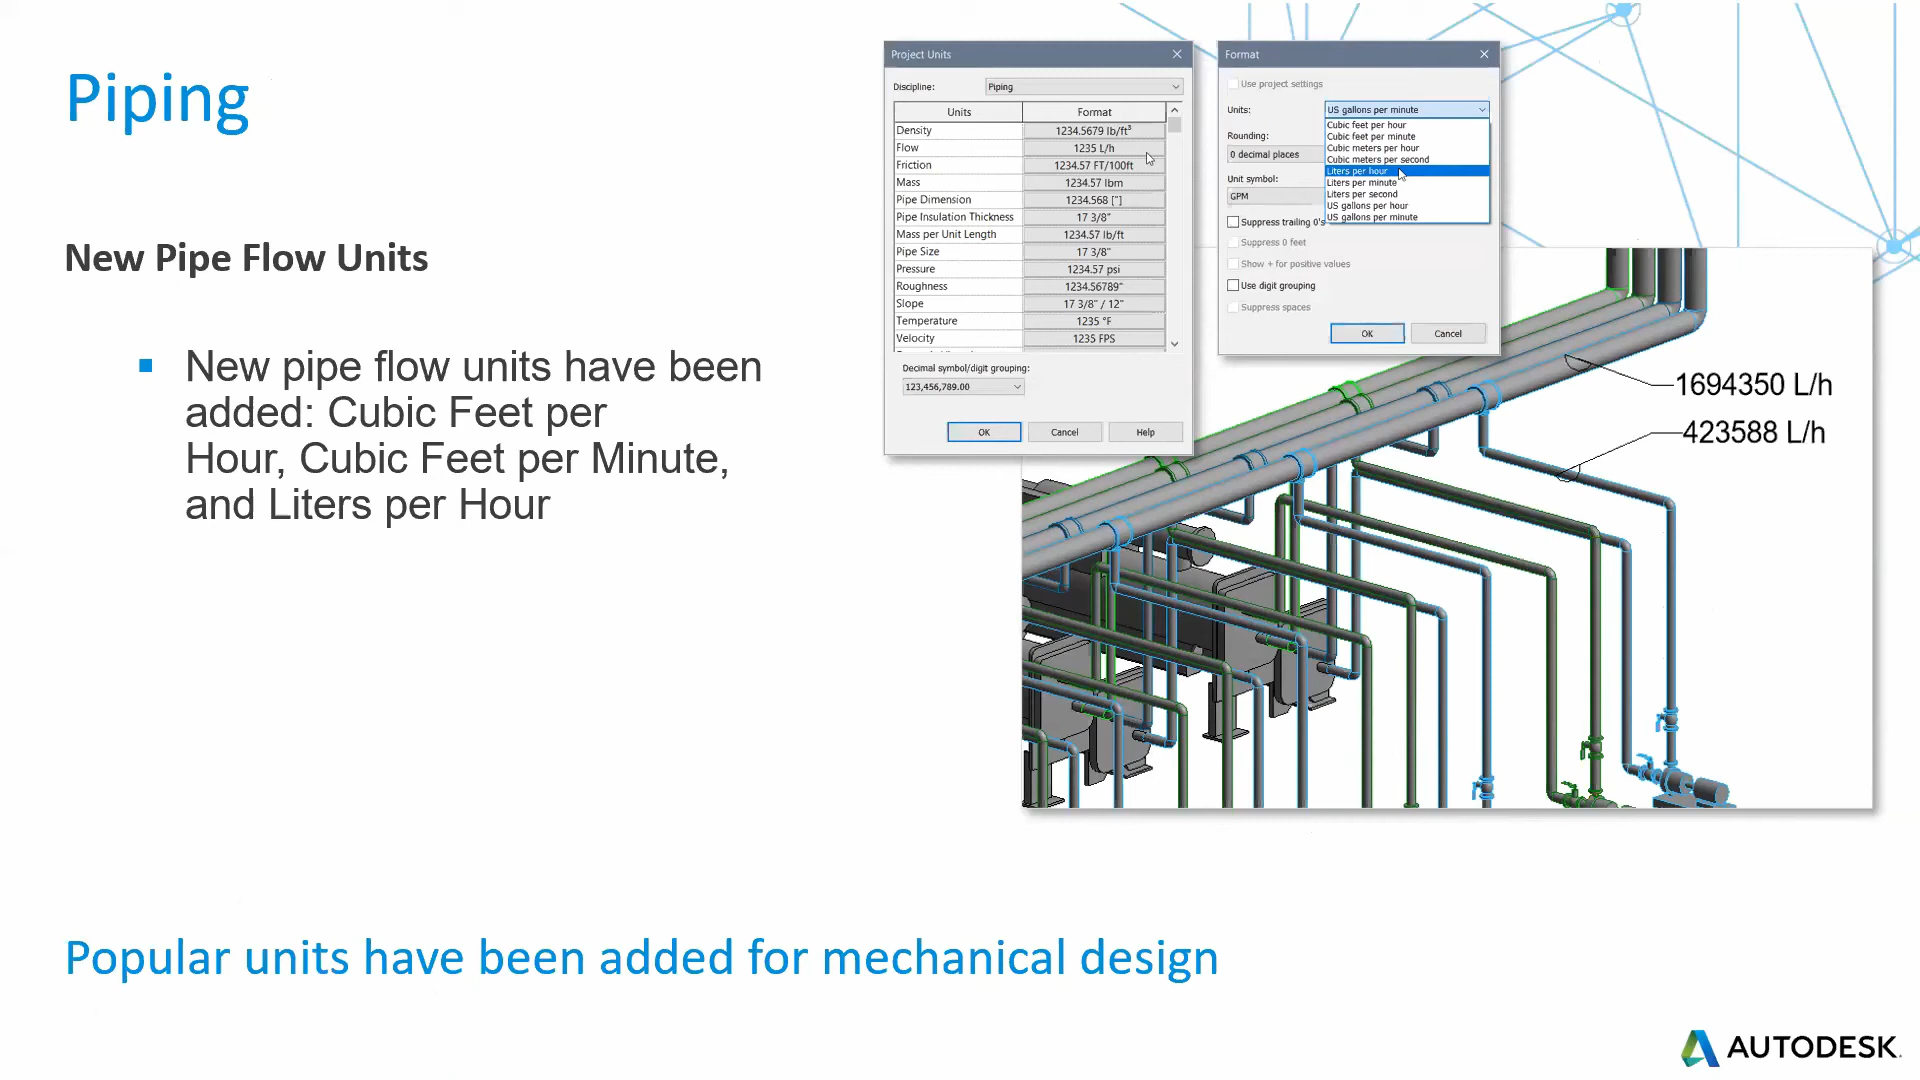 Piping
New Pipe Flow Units
New pipe flow units have been
added: Cubic Feet per
Hour, Cubic Feet per Minute,
and Liters per Hour
Project Units
Discipline:
Piping
Units Format
Density 1234.5679 lb/ft³
Flow 1235 L/h
Friction 1234.57 FT/100ft
Mass 1234.57 lbm
Pipe Dimension 1234.568 ["]
Pipe Insulation Thickness 17 3/8"
Mass per Unit Length 1234.57 lb/ft
Pipe Size 17 3/8"
Pressure 1234.57 psi
Roughness 1234.56789"
Slope 17 3/8" / 12"
Temperature 1235 °F
Velocity 1235 FPS
Decimal symbol/digit grouping:
123,456,789.00
OK Cancel Help
Format
Use project settings
Units: US gallons per minute
Cubic feet per hour
Cubic feet per minute
Cubic meters per hour
Cubic meters per second
Liters per hour
Liters per minute
Liters per second
US gallons per hour
US gallons per minute
Rounding:
0 decimal places
Unit symbol:
GPM
Suppress trailing 0's
Suppress 0 feet
Show + for positive values
Use digit grouping
Suppress spaces
OK Cancel
1694350 L/h
423588 L/h
Popular units have been added for mechanical design
AUTODESK.